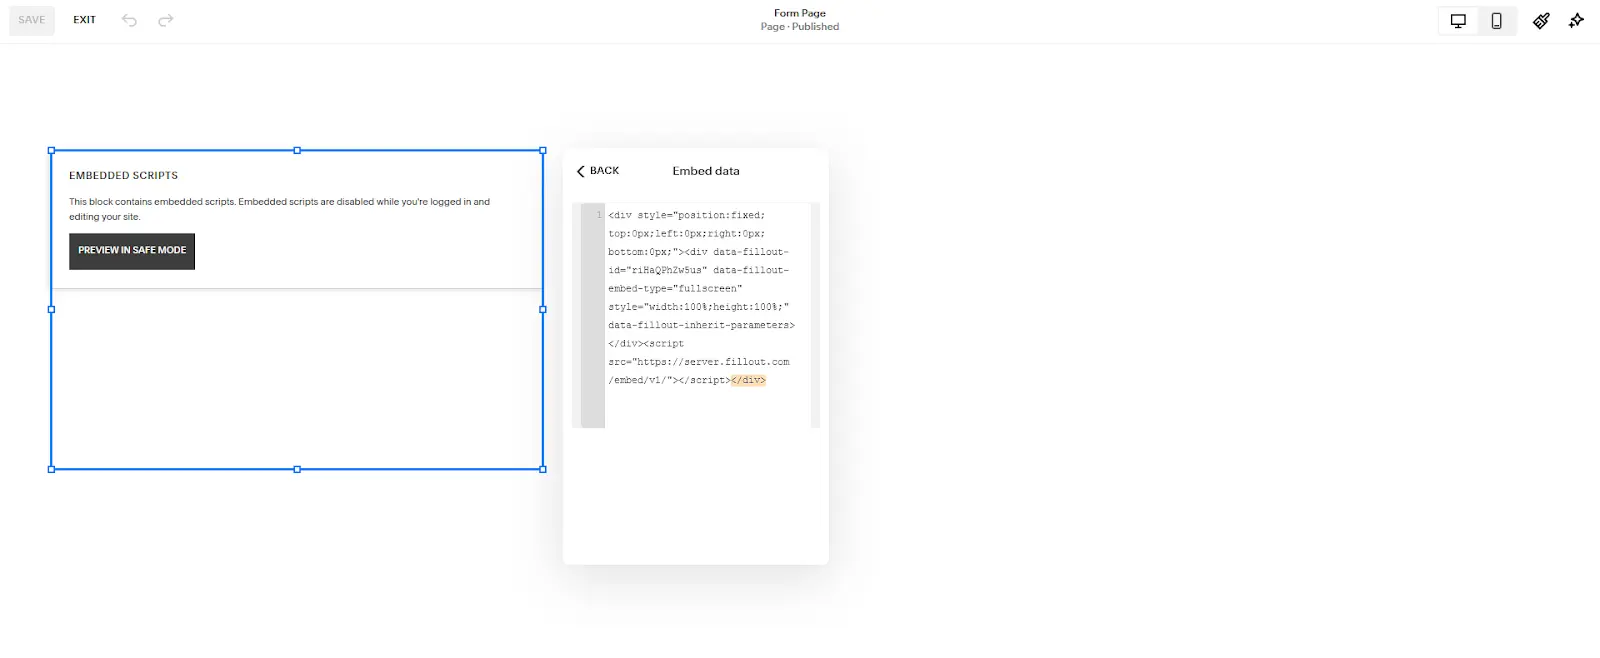 SAVE
EXIT
Form Page
Page · Published
EMBEDDED SCRIPTS
This block contains embedded scripts. Embedded scripts are disabled while you're logged in and
editing your site.
PREVIEW IN SAFE MODE
BACK
Embed data
1
<div style="position:fixed;
top:0px;left:0px;right:0px;
bottom:0px;"><div data-fillout-
id="riHaQPhZw5us" data-fillout-
embed-type="fullscreen"
style="width:100%;height:100%;"
data-fillout-inherit-parameters>
</div><script
src="https://server.fillout.com
/embed/v1/"></script></div>